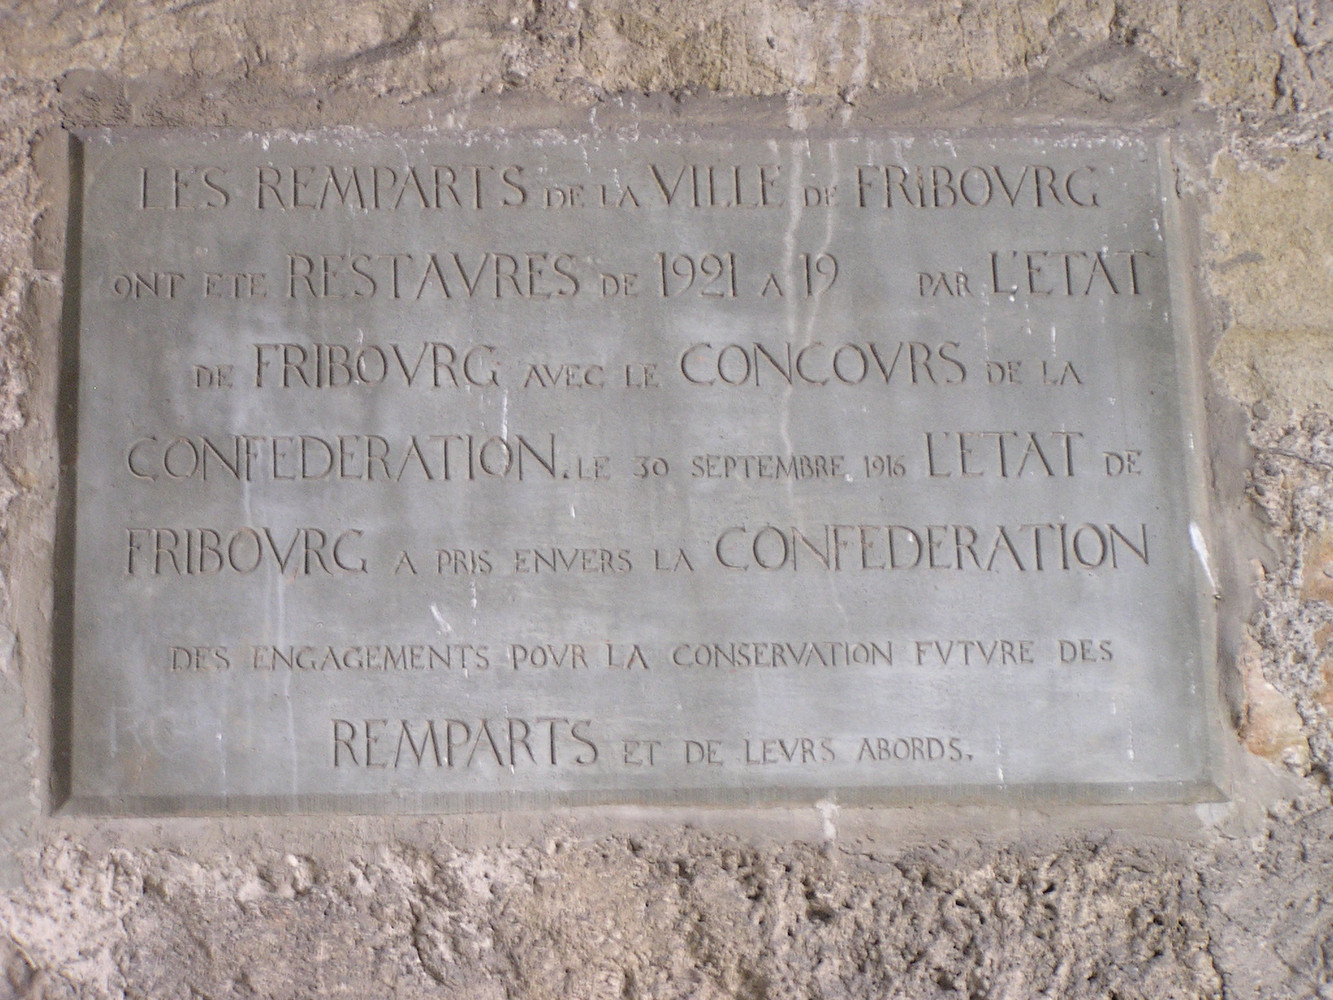 LES REMPARTS DE LA VILLE DE FRIBOVRG
ONT ETE RESTAVRES DE 1921 A 19 PAR L'ETAT
DE FRIBOVRG AVEC LE CONCOVRS DE LA
CONFEDERATION. LE 30 SEPTEMBRE 1916 L'ETAT DE
FRIBOVRG A PRIS ENVERS LA CONFEDERATION
DES ENGAGEMENTS POVR LA CONSERVATION FVTVRE DES
REMPARTS ET DE LEVRS ABORDS.